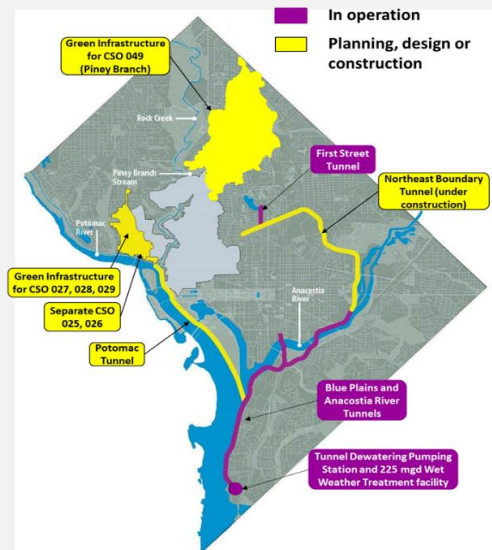 In operation
Planning, design or
construction
Green Infrastructure
for CSO 049
(Piney Branch)
Rock Creek
First Street
Tunnel
Piney Branch
Stream
Northeast Boundary
Tunnel (under
construction)
Potomac
River
Green Infrastructure
for CSO 027, 028, 029
Anacostia
River
Separate CSO
025, 026
Potomac
Tunnel
Blue Plains and
Anacostia River
Tunnels
Tunnel Dewatering Pumping
Station and 225 mgd Wet
Weather Treatment facility